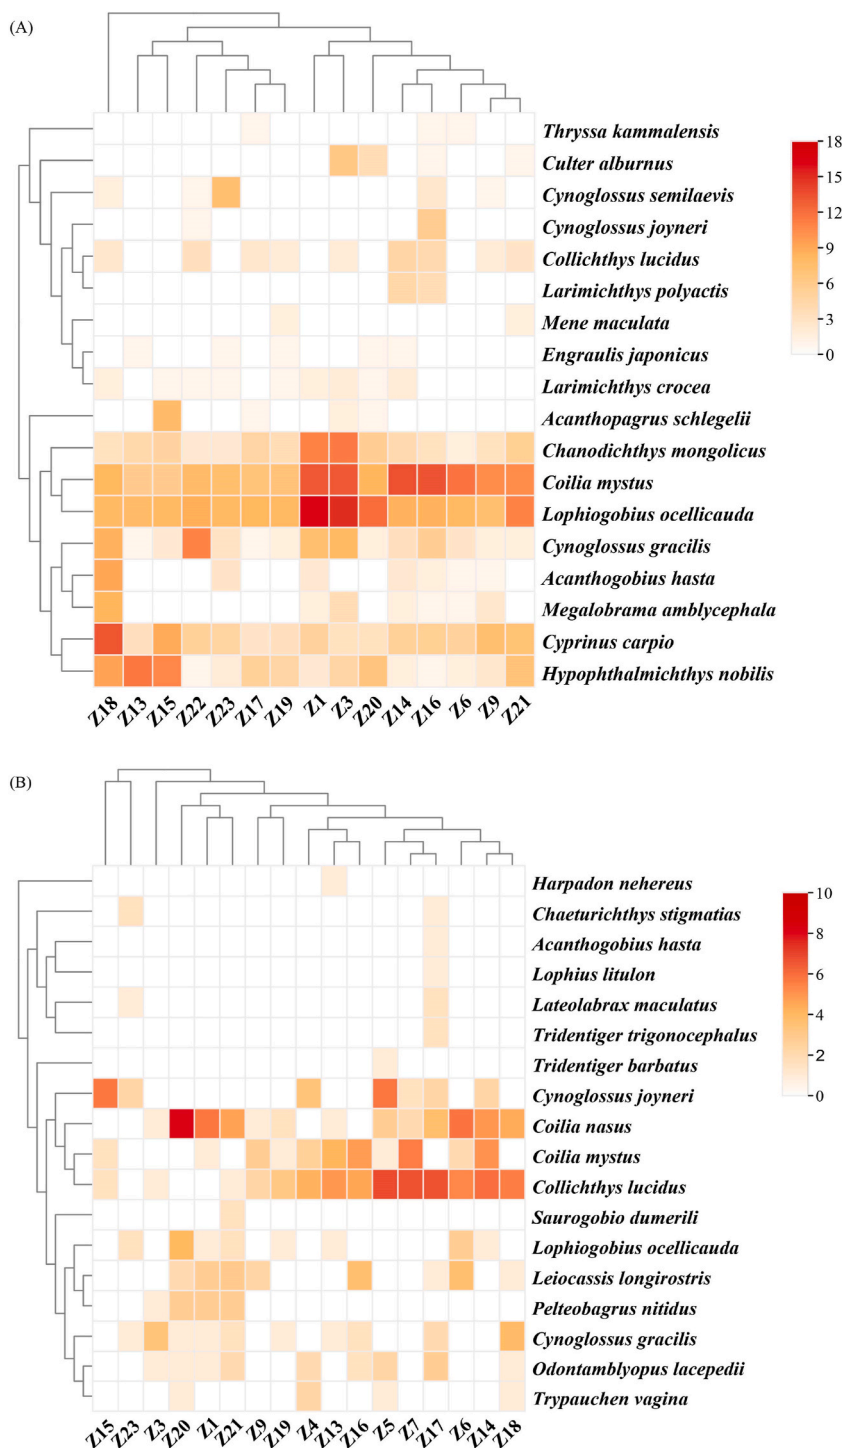 (A)
Thryssa kammalensis
Culter alburnus
Cynoglossus semilaevis
Cynoglossus joyneri
Collichthys lucidus
Larimichthys polyactis
Mene maculata
Engraulis japonicus
Larimichthys crocea
Acanthopagrus schlegelii
Chanodichthys mongolicus
Coilia mystus
Lophiogobius ocellicauda
Cynoglossus gracilis
Acanthogobius hasta
Megalobrama amblycephala
Cyprinus carpio
Hypophthalmichthys nobilis
18
15
12
9
6
3
0
Z18 Z13 Z15 Z22 Z23 Z17 Z19 Z1 Z3 Z20 Z14 Z16 Z6 Z9 Z21
(B)
Harpadon nehereus
Chaeturichthys stigmatias
Acanthogobius hasta
Lophius litulon
Lateolabrax maculatus
Tridentiger trigonocephalus
Tridentiger barbatus
Cynoglossus joyneri
Coilia nasus
Coilia mystus
Collichthys lucidus
Saurogobio dumerili
Lophiogobius ocellicauda
Leiocassis longirostris
Pelteobagrus nitidus
Cynoglossus gracilis
Odontamblyopus lacepedii
Trypauchen vagina
10
8
6
4
2
0
Z15 Z23 Z3 Z20 Z1 Z21 Z9 Z19 Z4 Z13 Z16 Z5 Z7 Z17 Z6 Z14 Z18